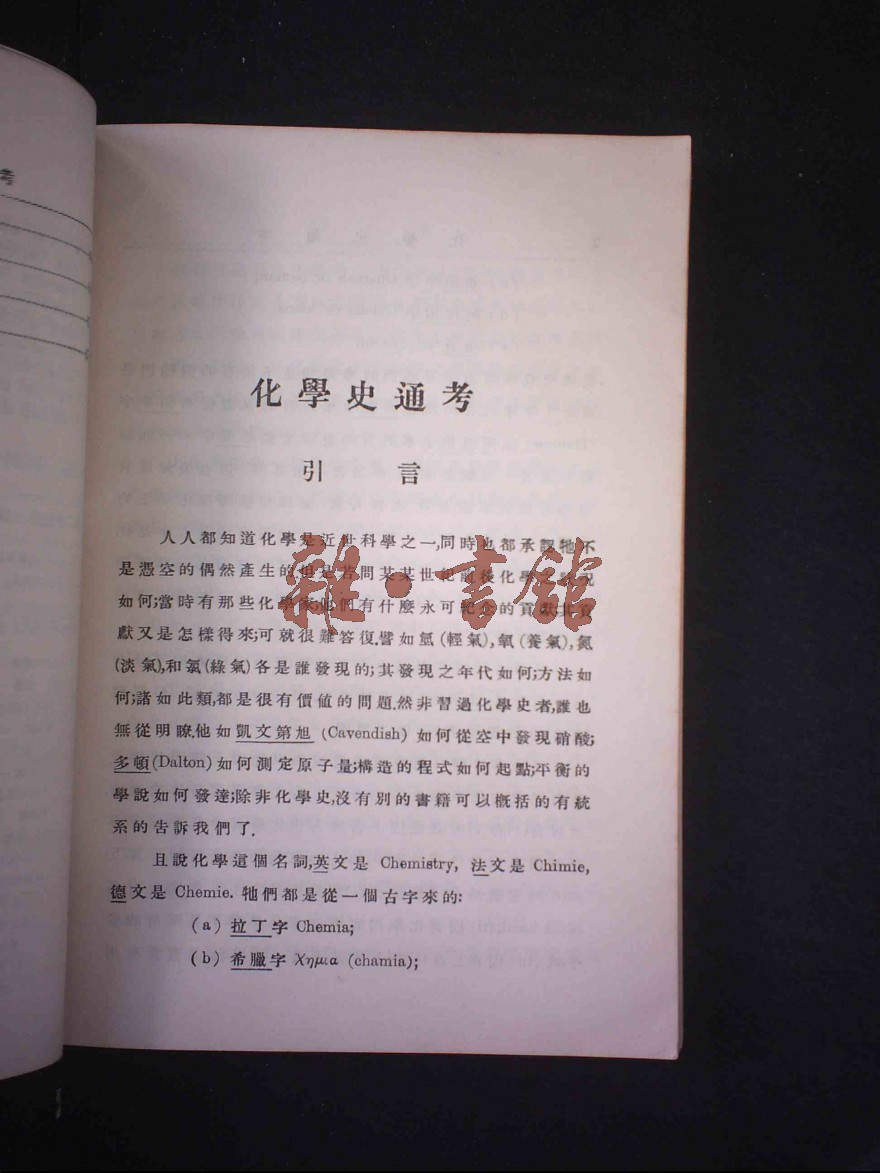 考
化學史通考
引言
人人都知道化學是近世科學之一,同時也都承認牠不
是憑空的偶然產生的,但是若問某某世紀前後化學之狀況
如何;當時有那些化學家;他們有什麼永可紀念的貢獻;其貢
獻又是怎樣得來;可就很難答復.譬如氫(輕氣),氧(養氣),氮
(淡氣),和氯(綠氣)各是誰發現的;其發現之年代如何;方法如
何;諸如此類,都是很有價值的問題.然非習過化學史者,誰也
無從明瞭.他如凱文第旭 (Cavendish) 如何從空中發現硝酸;
多頓(Dalton)如何測定原子量;構造的程式如何起點;平衡的
學說如何發達;除非化學史,沒有別的書籍可以概括的有統
系的告訴我們了.
且說化學這個名詞,英文是 Chemistry, 法文是 Chimie,
德文是 Chemie. 牠們都是從一個古字來的:
(a) 拉丁字 Chemia;
(b) 希臘字 Χημια (chamia);
雜·書館